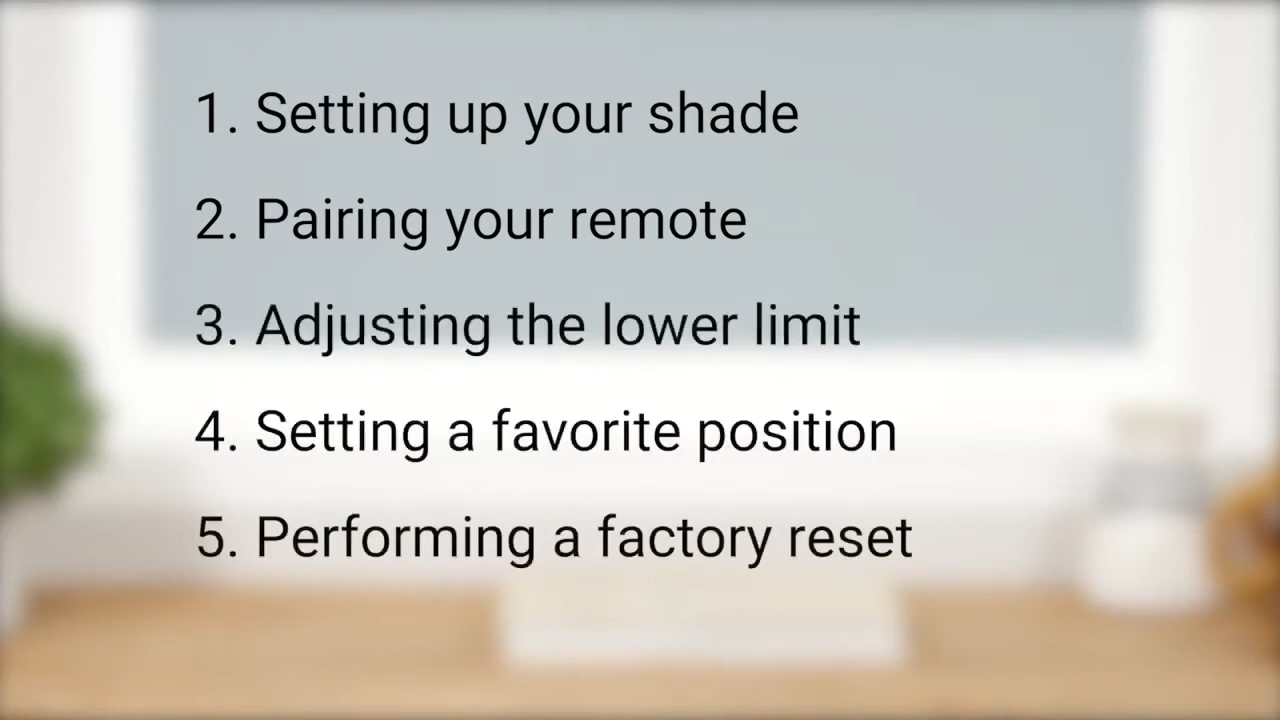 1. Setting up your shade
2. Pairing your remote
3. Adjusting the lower limit
4. Setting a favorite position
5. Performing a factory reset